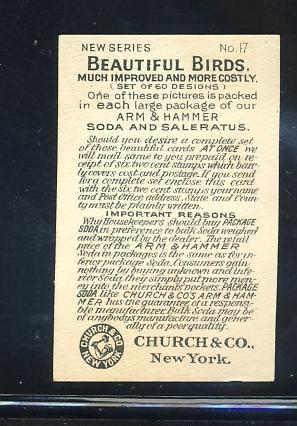 NEW SERIES No. 17
BEAUTIFUL BIRDS.
MUCH IMPROVED AND MORE COSTLY.
(SET OF 60 DESIGNS)
One of these pictures is packed
in each large package of our
ARM & HAMMER
SODA AND SALERATUS.
Should you desire a complete set
of these beautiful cards AT ONCE we
will mail same to you prepaid on re-
ceipt of six two cent stamps which bare-
ly covers cost and postage. If you send
for a complete set enclose this card
with the six two cent stamps your name
and Post Office address, State and Coun-
ty must be plainly written.
IMPORTANT REASONS
Why Housekeepers should buy PACKAGE
SODA in preference to bulk Soda weighed
and wrapped by the dealer. The retail
price of the ARM & HAMMER
Soda in packages is the same as for in-
ferior package Soda. Consumers gain
nothing by buying unknown and infe-
rior Soda they simply put more mon-
ey into the merchants pockets. PACKAGE
SODA like CHURCH & CO'S ARM & HAM-
MER has the guarantee of a responsi-
ble manufacturer. Bulk Soda may be
of anybodys manufacture and gener-
ally of a poor quality.
CHURCH & CO
NEW YORK
CHURCH & CO.,
New York.